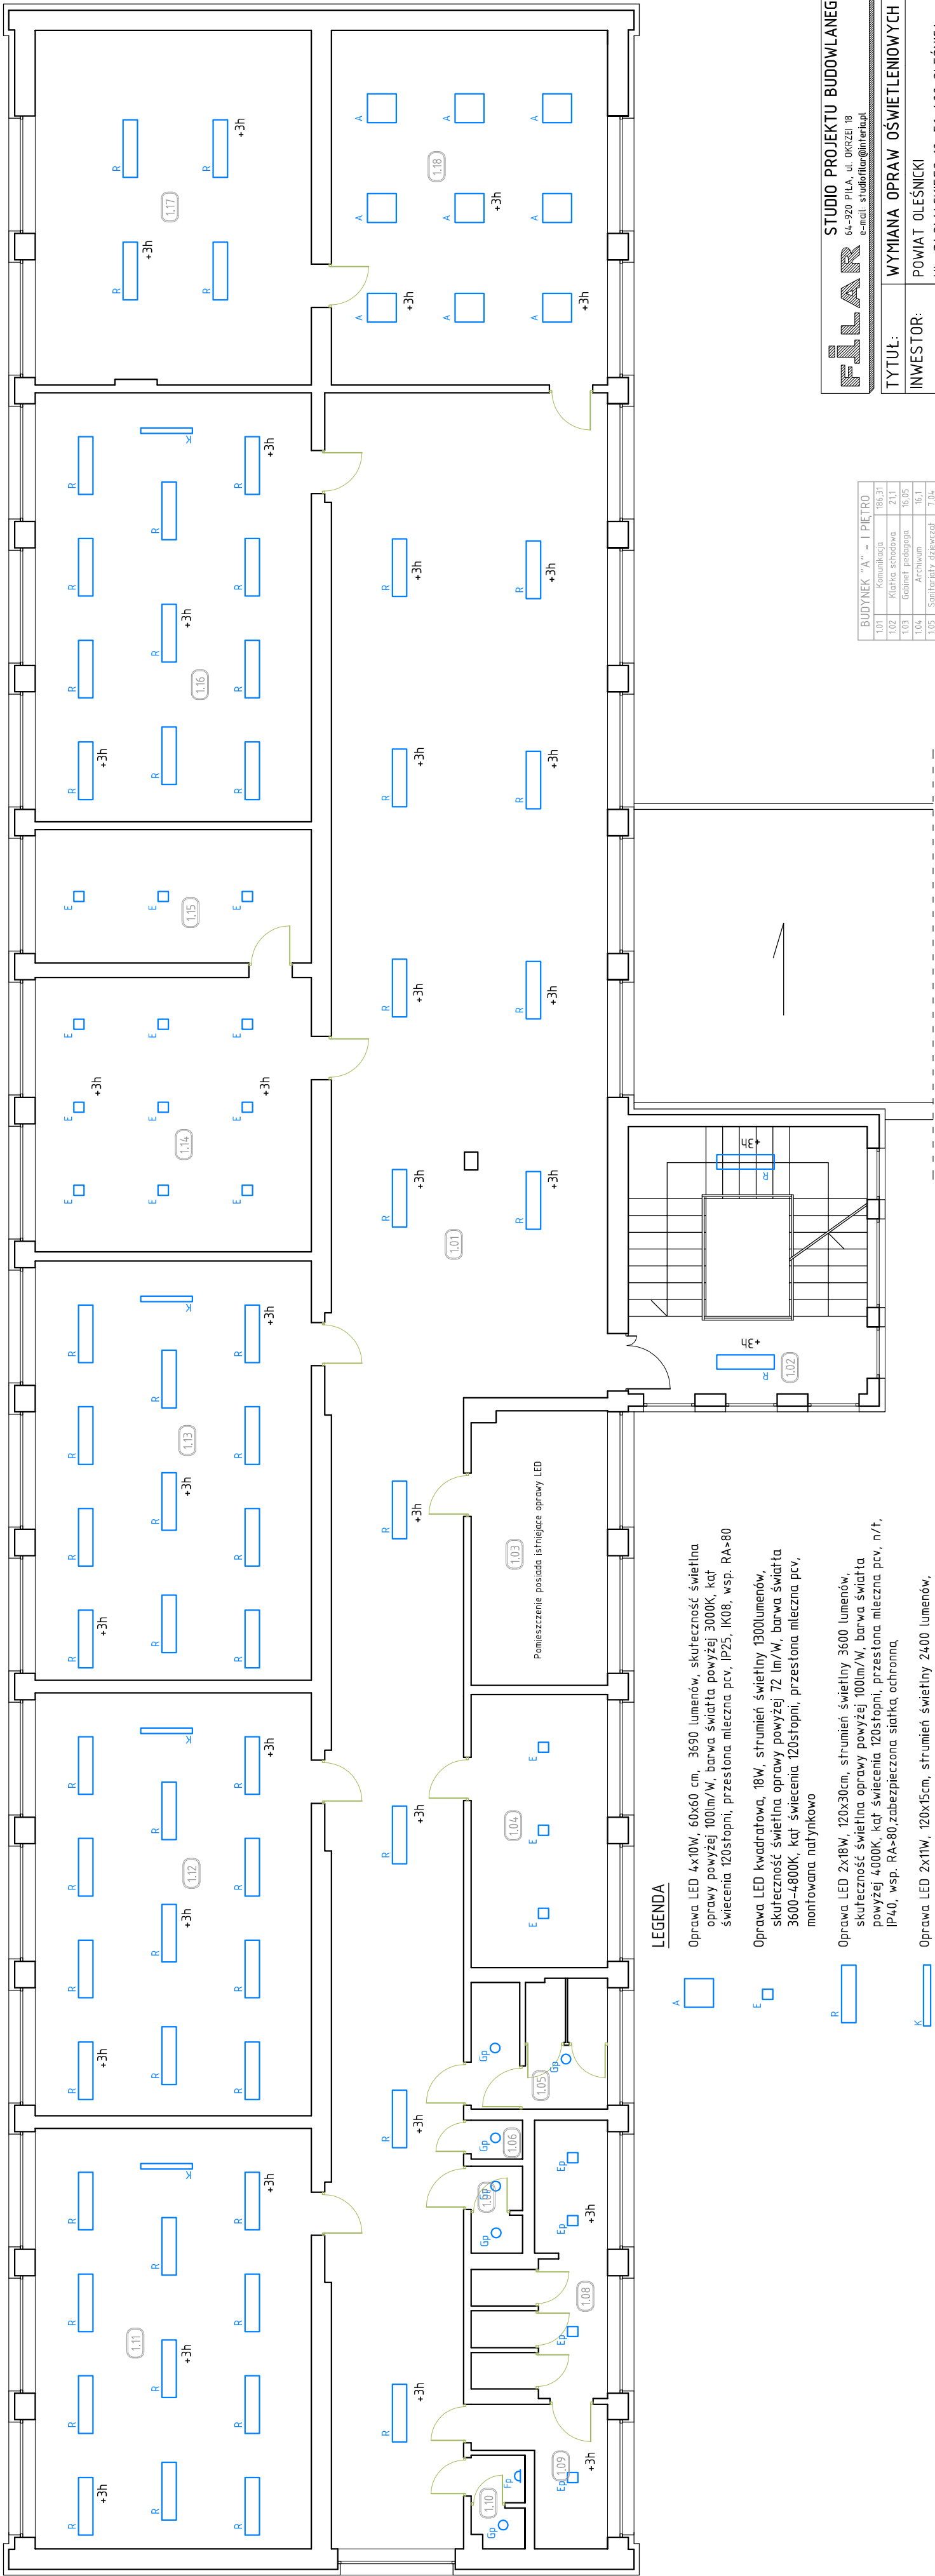 FILAR
STUDIO PROJEKTU BUDOWLANEG
64-920 PIŁA, ul. OKRZEI 18
e-mail: studiofilar@interia.pl
TYTUŁ:
WYMIANA OPRAW OŚWIETLENIOWYCH
INWESTOR:
POWIAT OLEŚNICKI
BUDYNEK "A" - I PIĘTRO
1.01 Komunikacja 186,31
1.02 Klatka schodowa 21,1
1.03 Gabinet pedagoga 16,05
1.04 Archiwum 16,1
1.05 Sanitariaty dziewcząt 7,04
LEGENDA
A
Oprawa LED 4x10W, 60x60 cm, 3690 lumenów, skuteczność świetlna
oprawy powyżej 100lm/W, barwa światła powyżej 3000K, kąt
świecenia 120stopni, przesłona mleczna pcv, IP25, IK08, wsp. RA>80
E
Oprawa LED kwadratowa, 18W, strumień świetlny 1300lumenów,
skuteczność świetlna oprawy powyżej 72 lm/W, barwa światła
3600-4800K, kąt świecenia 120stopni, przesłona mleczna pcv,
montowana natynkowo
R
Oprawa LED 2x18W, 120x30cm, strumień świetlny 3600 lumenów,
skuteczność świetlna oprawy powyżej 100lm/W, barwa światła
powyżej 4000K, kąt świecenia 120stopni, przesłona mleczna pcv, n/t,
IP40, wsp. RA>80,zabezpieczona siatką ochronną
K
Oprawa LED 2x11W, 120x15cm, strumień świetlny 2400 lumenów,
Pomieszczenie posiada istniejące oprawy LED
1.01
1.02
1.03
1.04
1.05
1.06
1.08
1.09
1.10
1.11
1.12
1.13
1.14
1.15
1.16
1.17
1.18
R
+3h
A
+3h
E
+3h
K
Gp
Ep
+3h
Fp